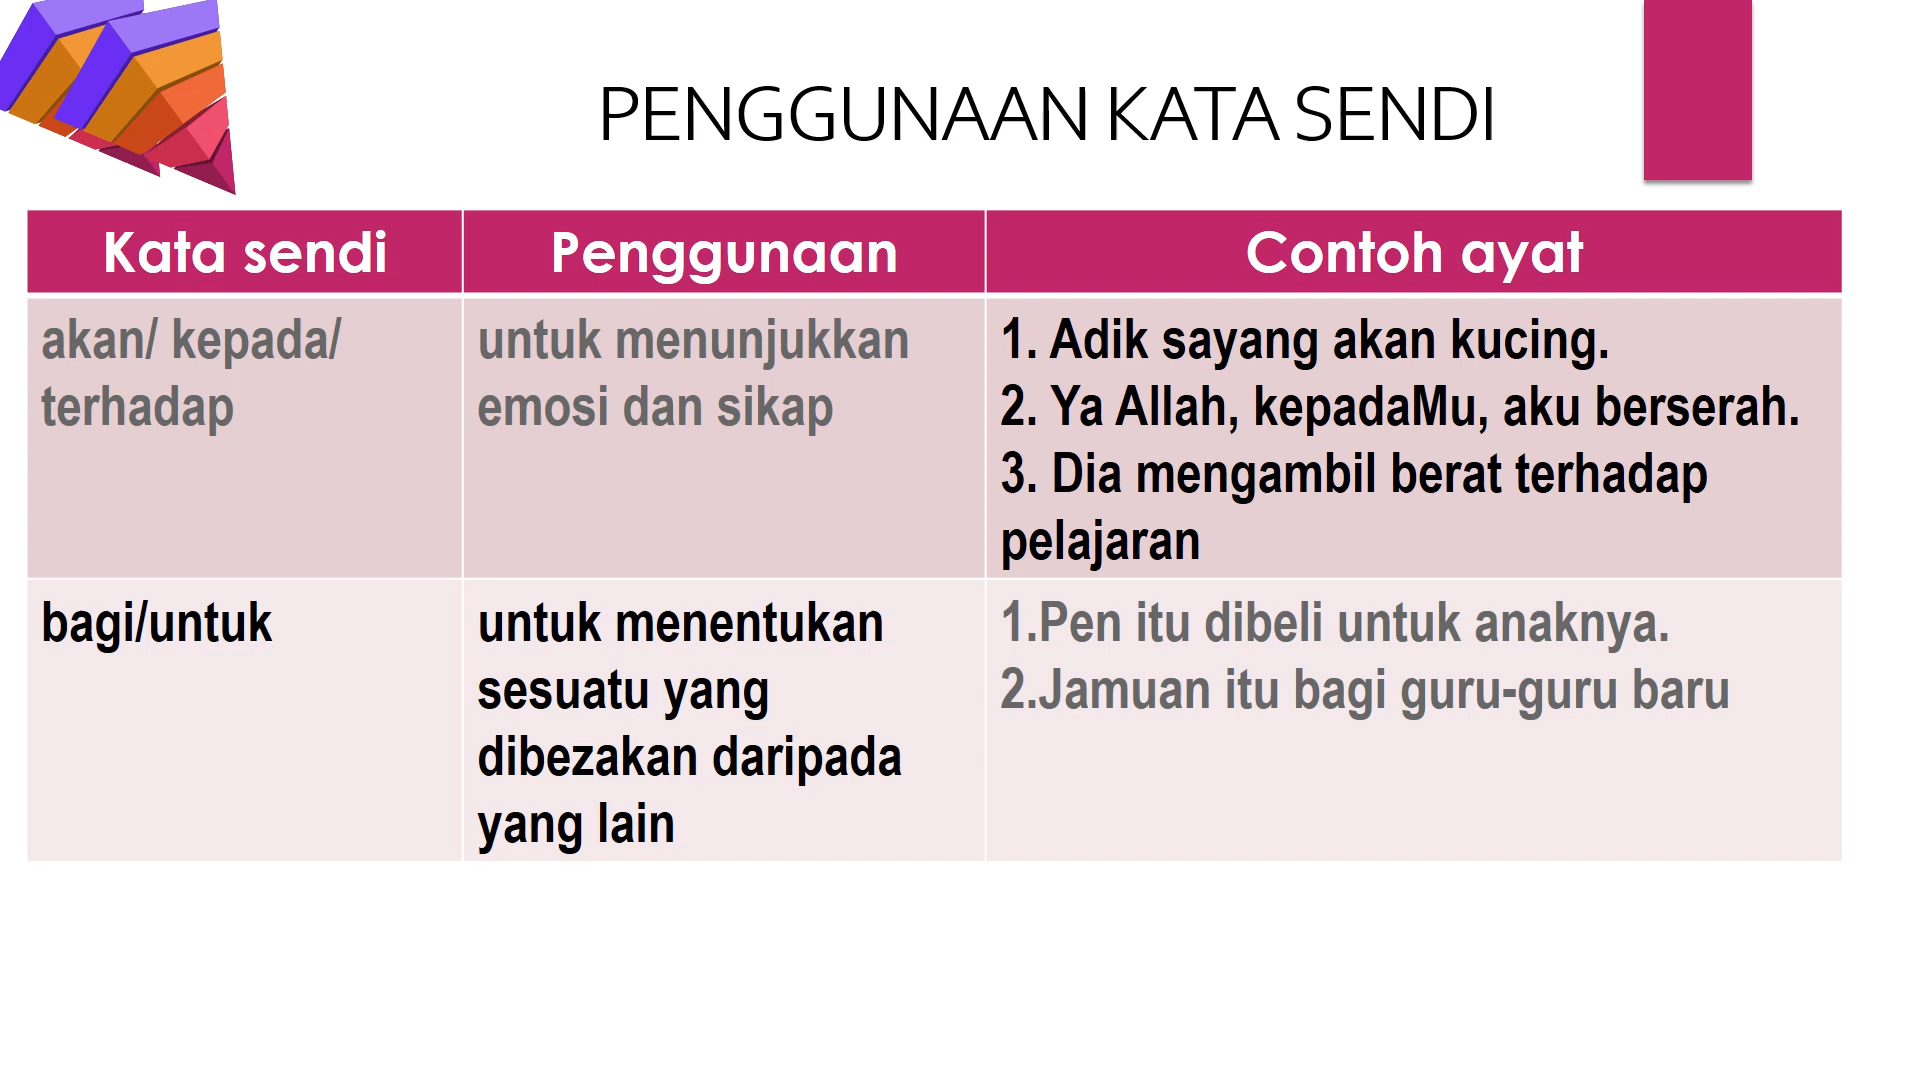 PENGGUNAAN KATA SENDI
Kata sendi
Penggunaan
Contoh ayat
akan/ kepada/
terhadap
untuk menunjukkan
emosi dan sikap
1. Adik sayang akan kucing.
2. Ya Allah, kepadaMu, aku berserah.
3. Dia mengambil berat terhadap
pelajaran
bagi/untuk
untuk menentukan
sesuatu yang
dibezakan daripada
yang lain
1.Pen itu dibeli untuk anaknya.
2.Jamuan itu bagi guru-guru baru